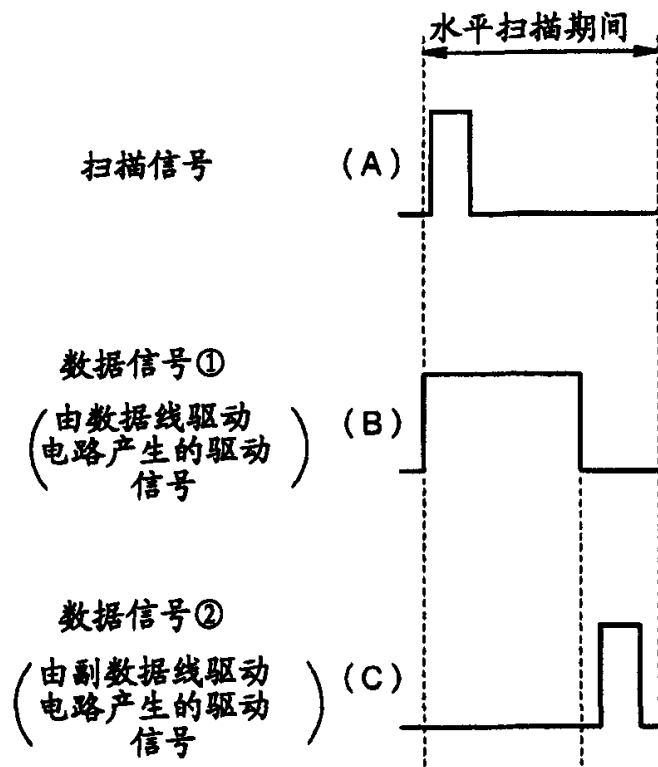 水平扫描期间
扫描信号 (A)
数据信号①
(由数据线驱动
电路产生的驱动
信号) (B)
数据信号②
(由副数据线驱动
电路产生的驱动
信号) (C)